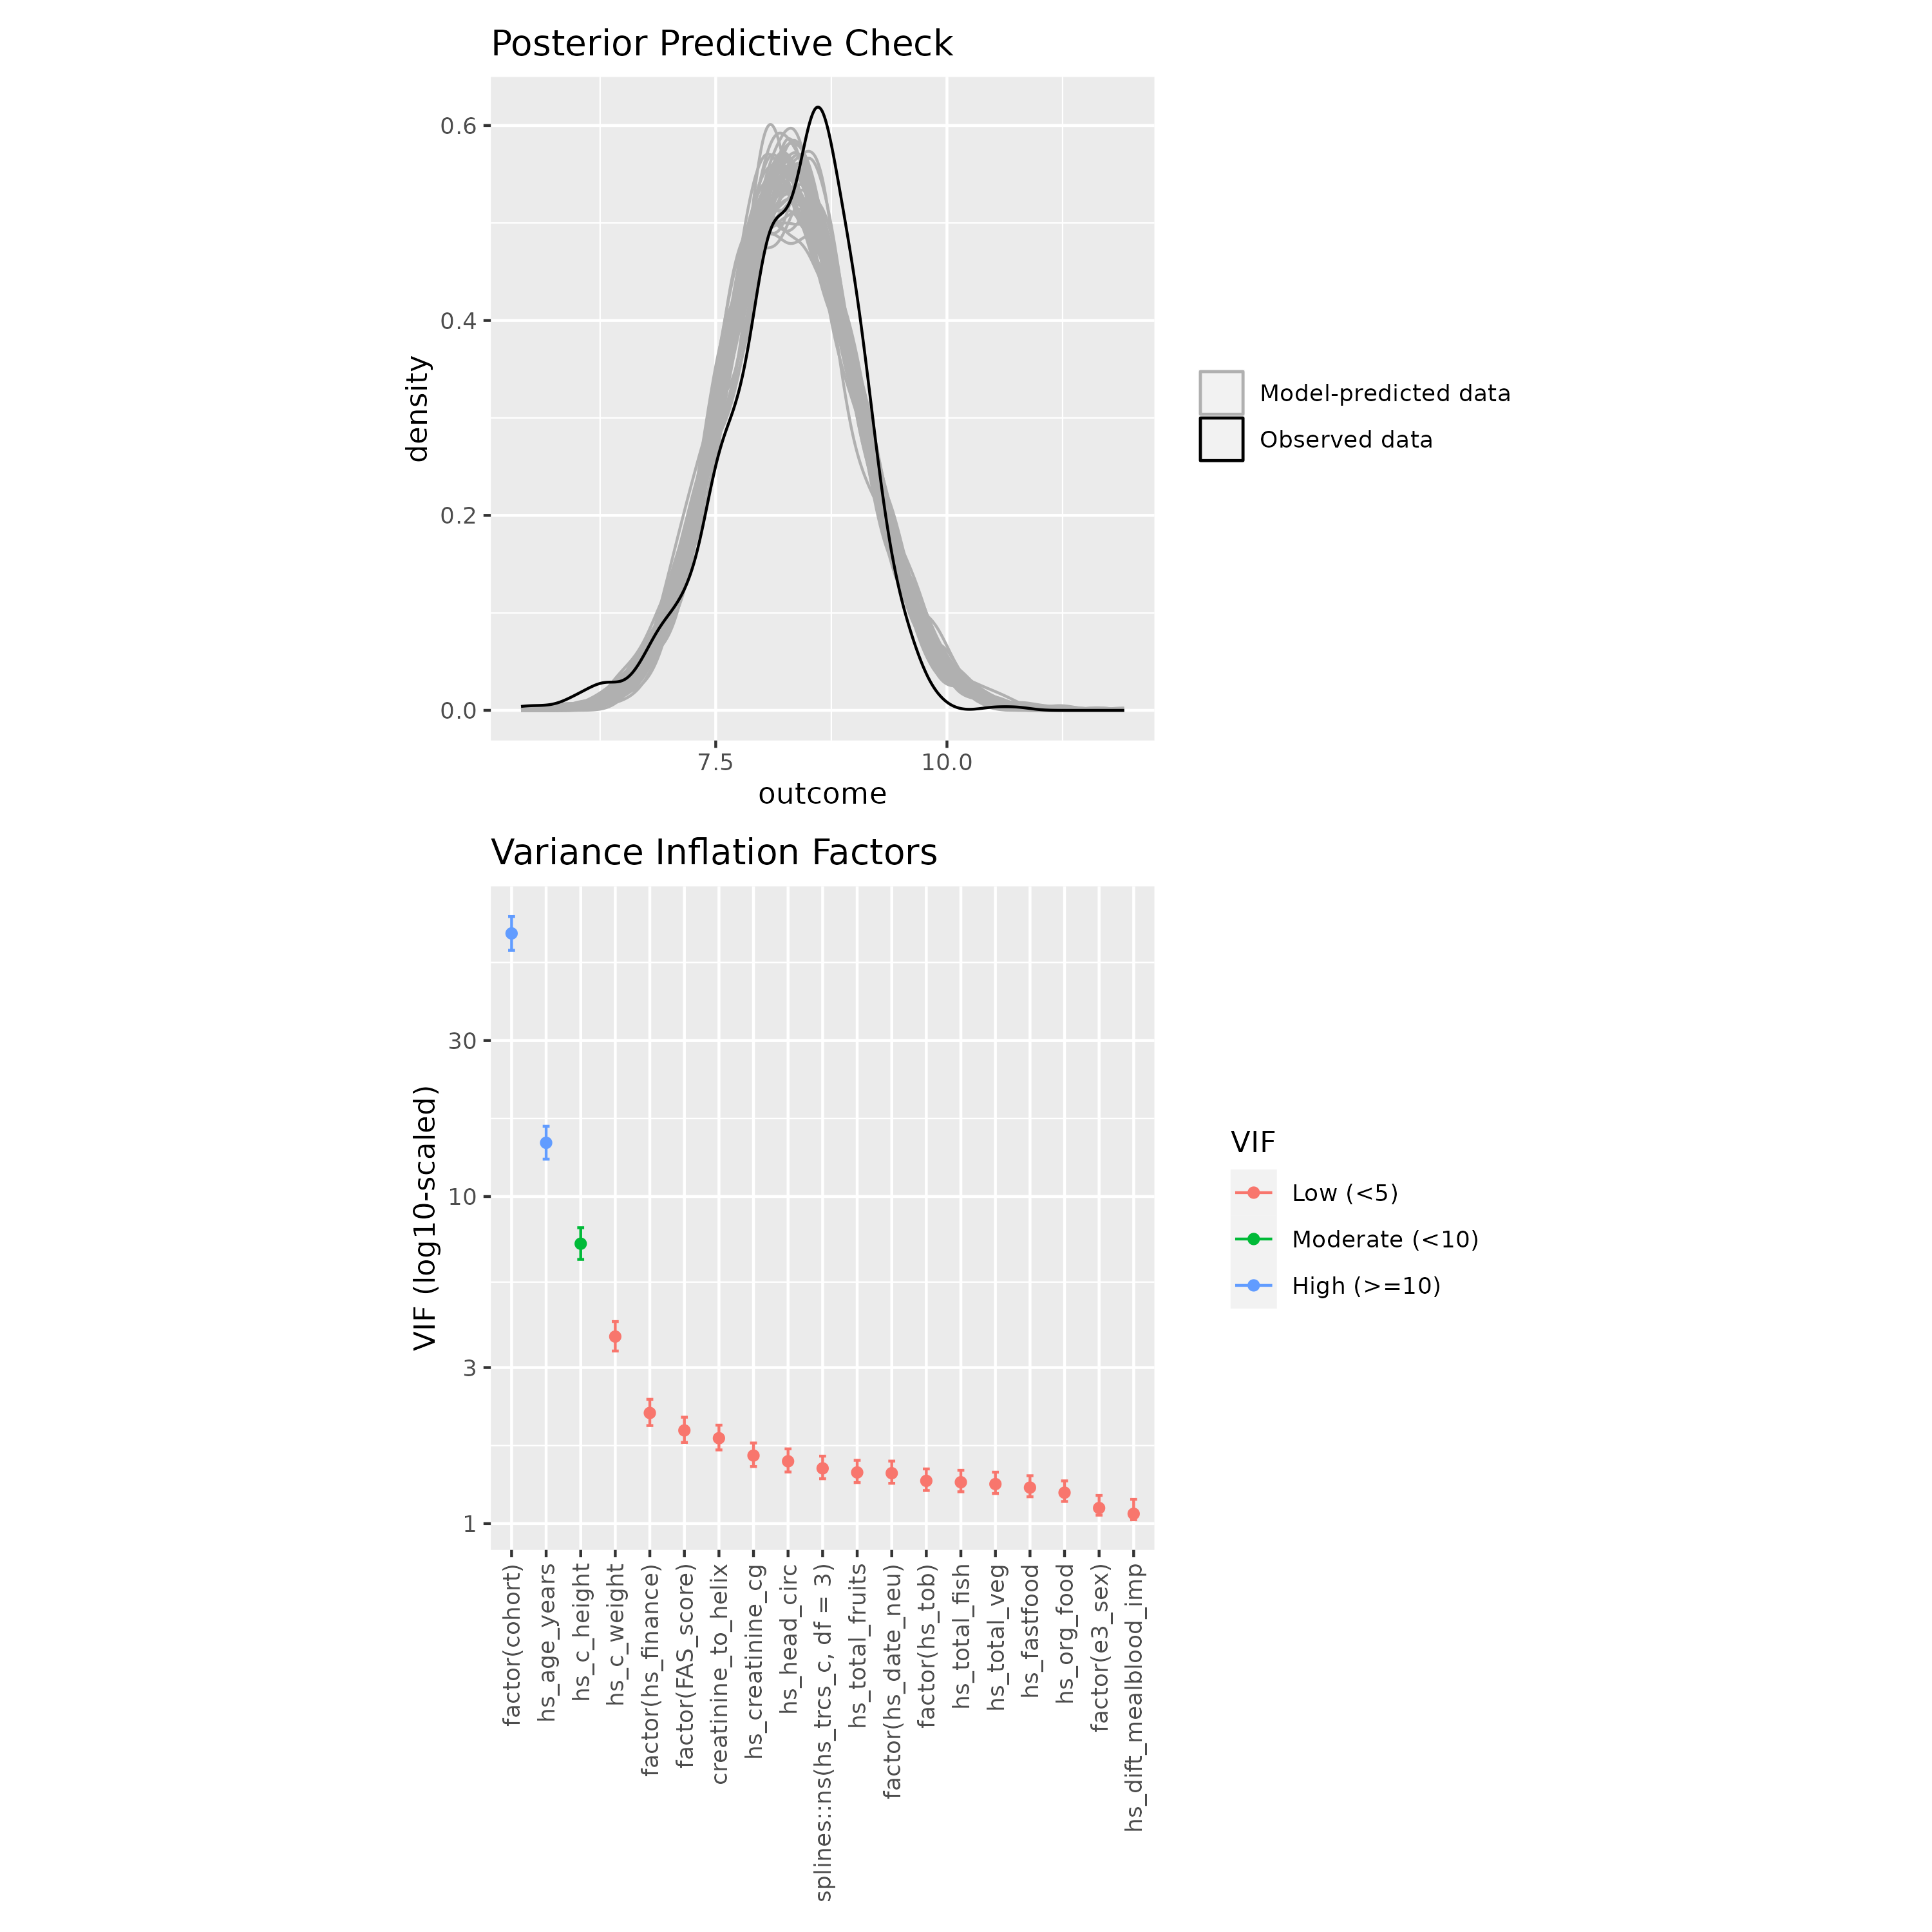 Posterior Predictive Check
density
0.6
0.4
0.2
0.0
7.5
10.0
outcome
Model-predicted data
Observed data
Variance Inflation Factors
VIF (log10-scaled)
30
10
3
1
factor(cohort)
hs_age_years
hs_c_height
hs_c_weight
factor(hs_finance)
factor(FAS_score)
creatinine_to_helix
hs_creatinine_cg
hs_head_circ
splines::ns(hs_trcs_c, df = 3)
hs_total_fruits
factor(hs_date_neu)
factor(hs_tob)
hs_total_fish
hs_total_veg
hs_fastfood
hs_org_food
factor(e3_sex)
hs_dift_mealblood_imp
VIF
Low (<5)
Moderate (<10)
High (>=10)